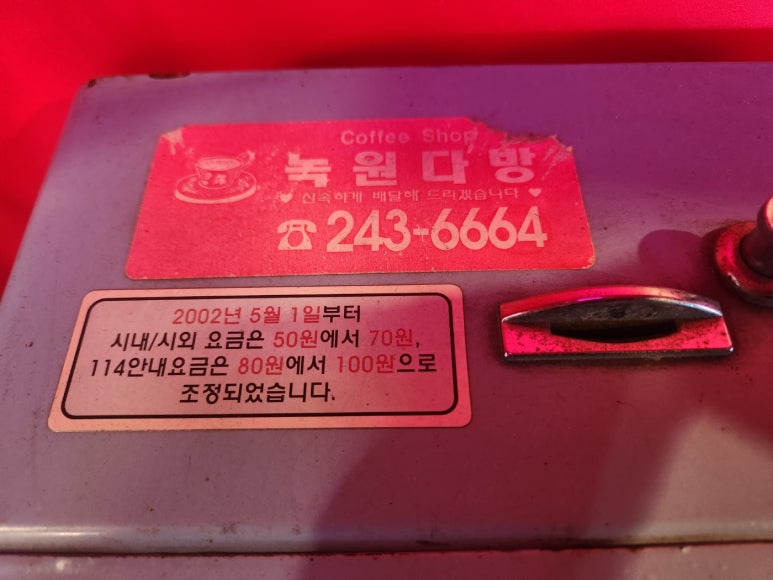 Coffee Shop
녹원다방
♥ 신속하게 배달해 드리겠습니다 ♥
☎ 243-6664
2002년 5월 1일부터
시내/시외 요금은 50원에서 70원,
114안내요금은 80원에서 100원으로
조정되었습니다.